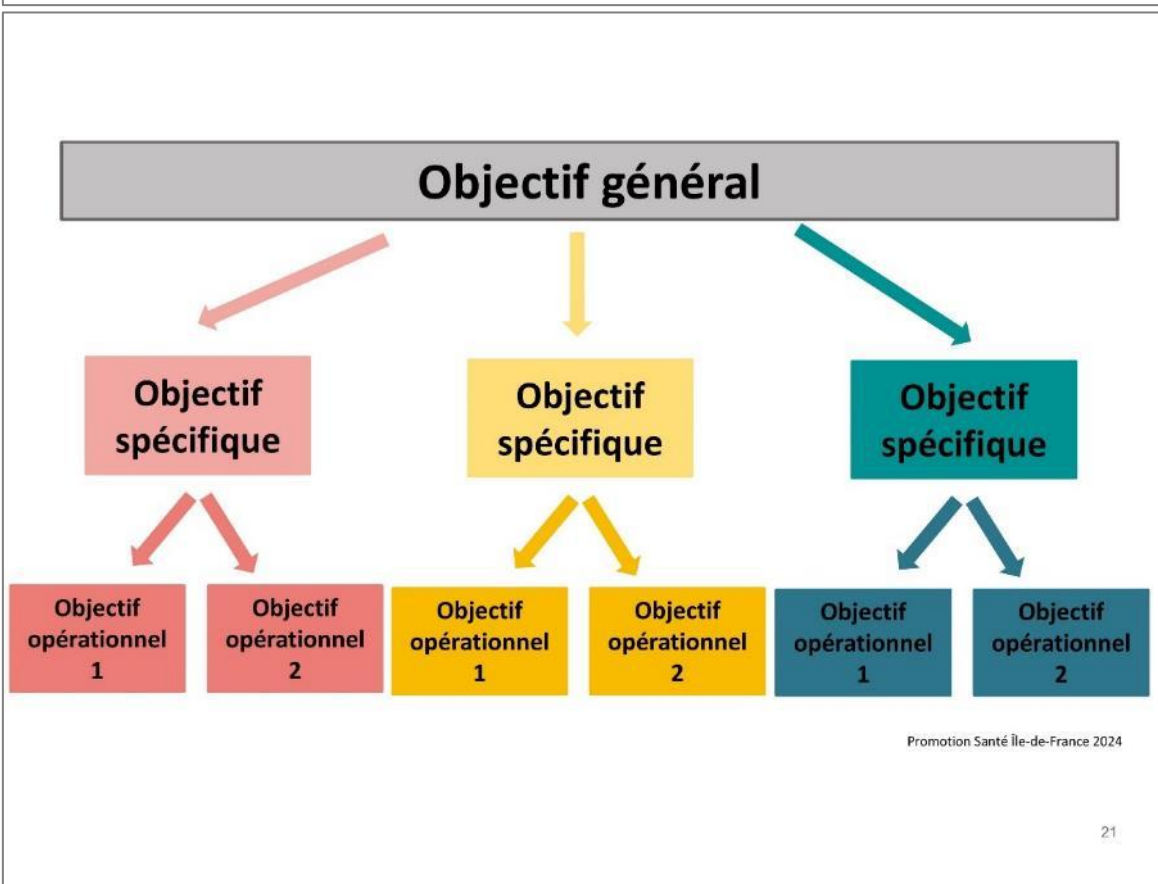 Objectif général
Objectif
spécifique
Objectif
spécifique
Objectif
spécifique
Objectif
opérationnel
1
Objectif
opérationnel
2
Objectif
opérationnel
1
Objectif
opérationnel
2
Objectif
opérationnel
1
Objectif
opérationnel
2
Promotion Santé Île-de-France 2024
21